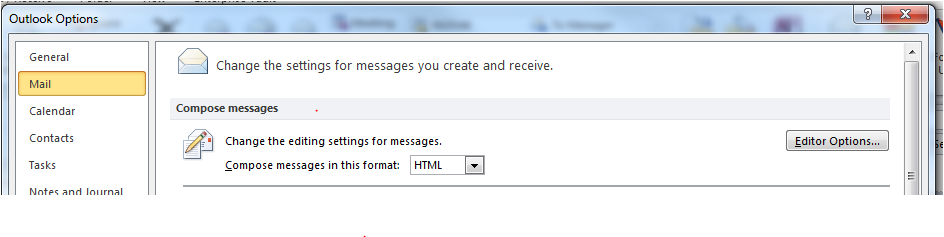 Outlook Options
General
Change the settings for messages you create and receive.
Mail
Calendar
Compose messages
Contacts
Change the editing settings for messages.
Editor Options...
Tasks
Compose messages in this format: HTML
Notes and Journal